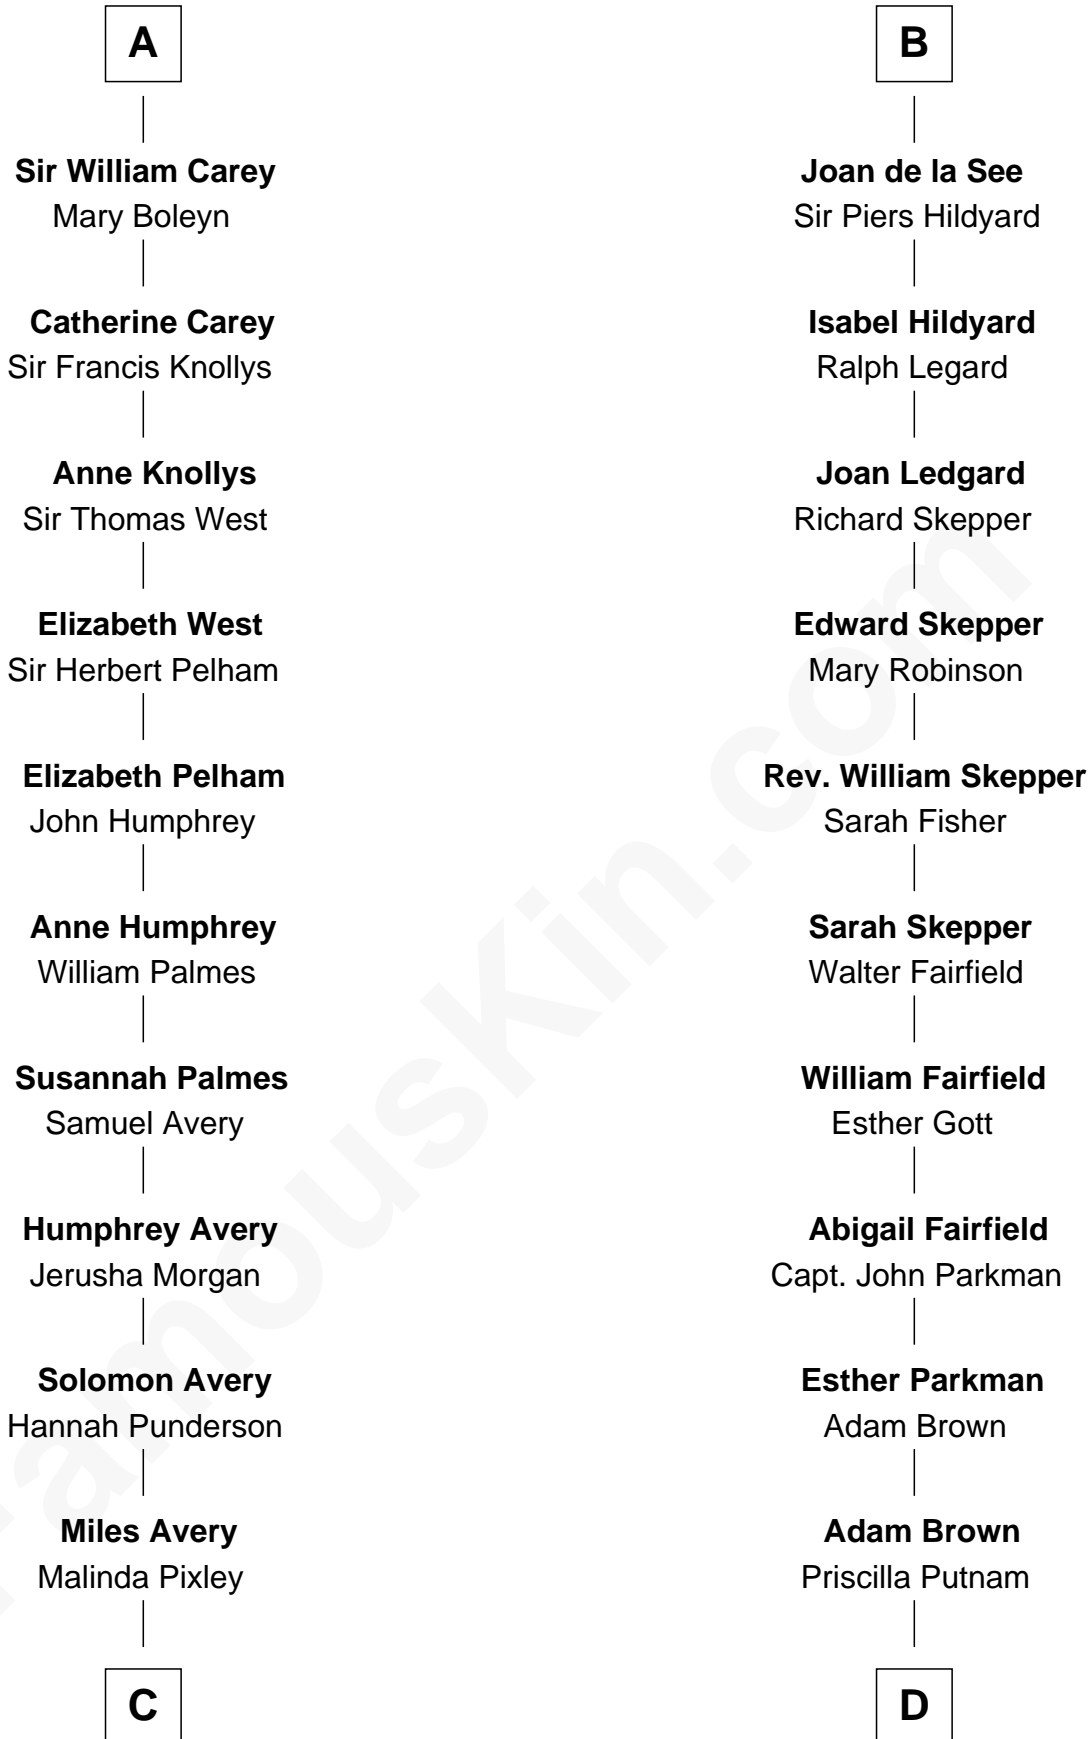 A
Sir William Carey
Mary Boleyn
Catherine Carey
Sir Francis Knollys
Anne Knollys
Sir Thomas West
Elizabeth West
Sir Herbert Pelham
Elizabeth Pelham
John Humphrey
Anne Humphrey
William Palmes
Susannah Palmes
Samuel Avery
Humphrey Avery
Jerusha Morgan
Solomon Avery
Hannah Punderson
Miles Avery
Malinda Pixley
C
B
Joan de la See
Sir Piers Hildyard
Isabel Hildyard
Ralph Legard
Joan Ledgard
Richard Skepper
Edward Skepper
Mary Robinson
Rev. William Skepper
Sarah Fisher
Sarah Skepper
Walter Fairfield
William Fairfield
Esther Gott
Abigail Fairfield
Capt. John Parkman
Esther Parkman
Adam Brown
Adam Brown
Priscilla Putnam
D
FamousKin.com